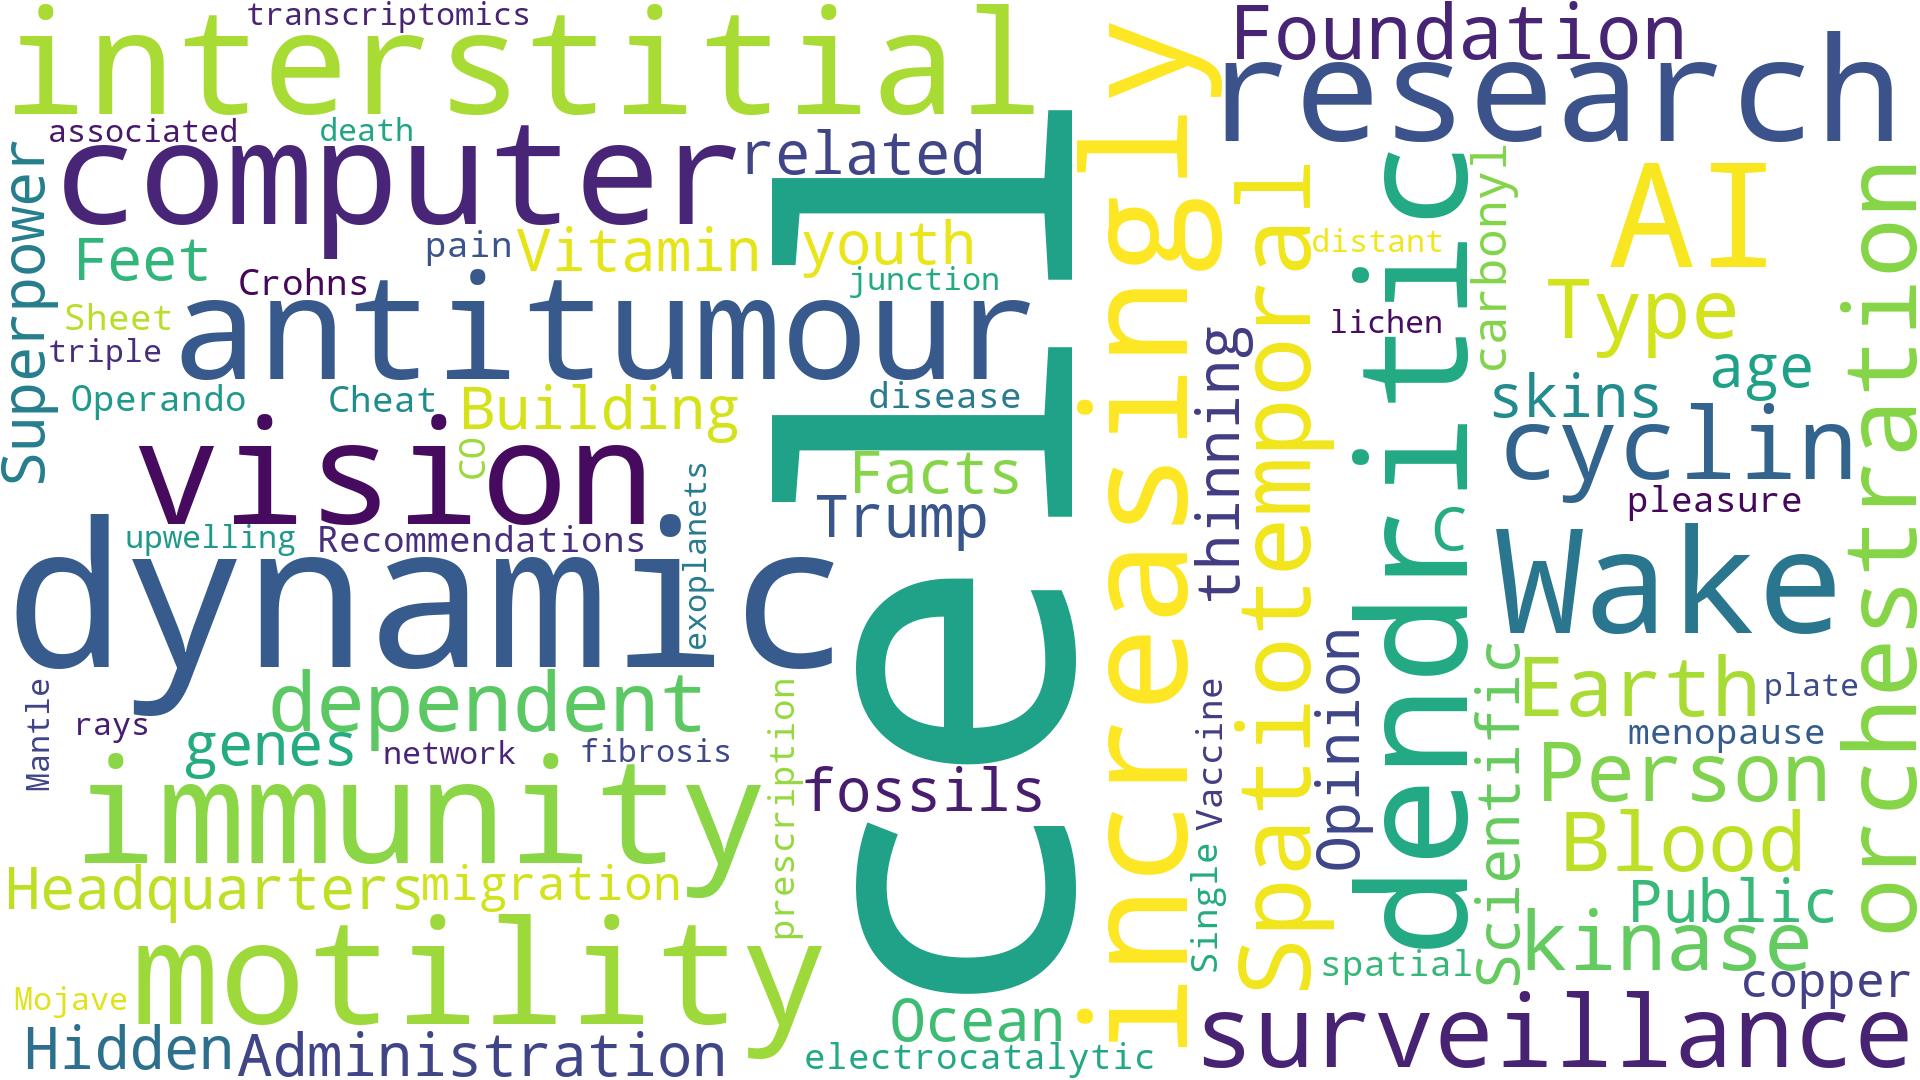 transcriptomics
interstitial
Foundation
research
associated
death
computer
related
cell
increasingly
Superpower
Feet
pain
Vitamin
youth
Crohns
junction
antitumour
Sheet
triple
Operando
Cheat
Building
disease
vision
CO
Facts
exoplanets
Trump
upwelling
Recommendations
dynamic
spatiotemporal
distant
dendritic
carbonyl
AI
orchestration
lichen
Type
thinning
age
skins
cyclin
pleasure
C
Wake
Opinion
Scientific
Earth
plate
menopause
Person
Mantle
rays
dependent
genes
network
fibrosis
prescription
immunity
fossils
Vaccine
Single
Blood
Headquarters
migration
Public
kinase
motility
Mojave
spatial
copper
Ocean
surveillance
Hidden
Administration
electrocatalytic